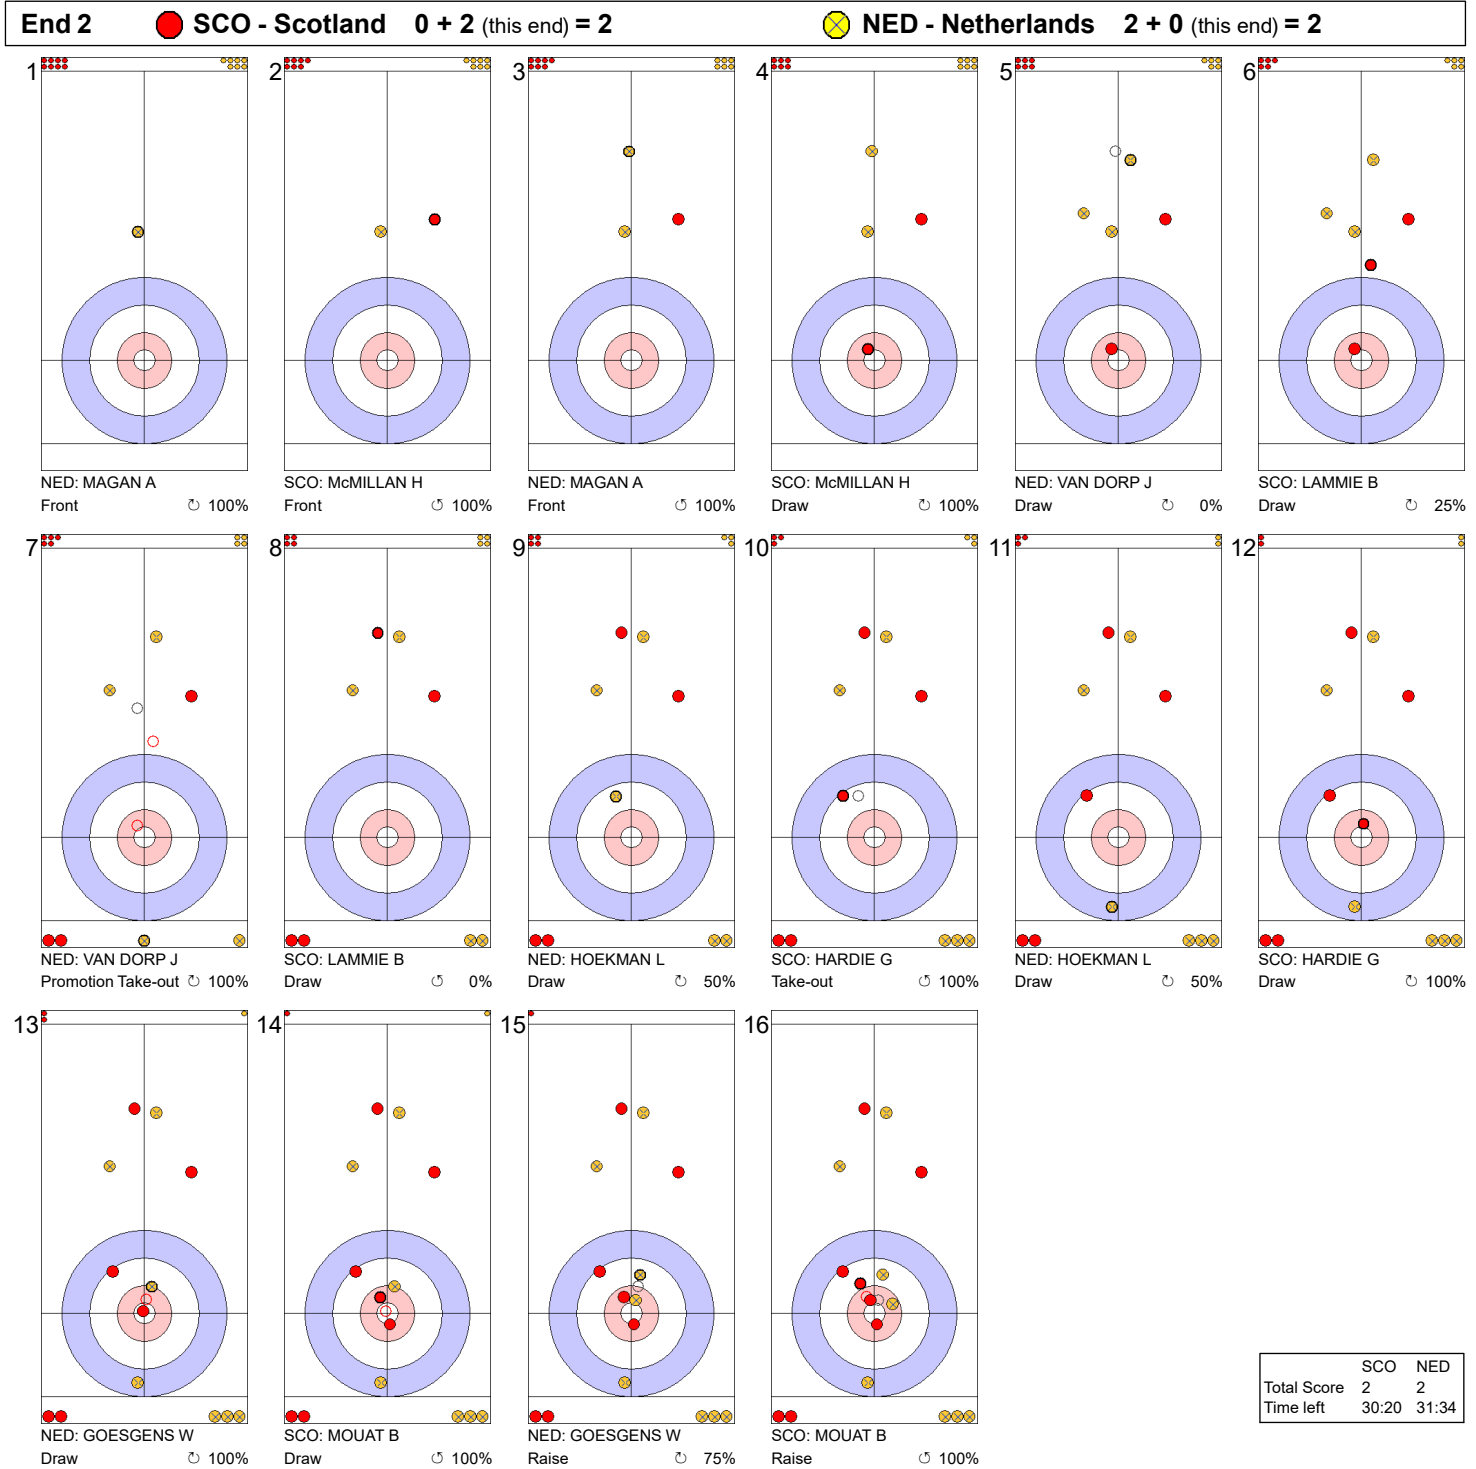 End 2 SCO - Scotland 0 + 2 (this end) = 2 NED - Netherlands 2 + 0 (this end) = 2
1 2 3 4 5 6
NED: MAGAN A SCO: McMILLAN H NED: MAGAN A SCO: McMILLAN H NED: VAN DORP J SCO: LAMMIE B
Front ↻ 100% Front ↻ 100% Front ↺ 100% Draw ↻ 100% Draw ↻ 0% Draw ↻ 25%
7 8 9 10 11 12
NED: VAN DORP J SCO: LAMMIE B NED: HOEKMAN L SCO: HARDIE G NED: HOEKMAN L SCO: HARDIE G
Promotion Take-out ↻ 100% Draw ↺ 0% Draw ↺ 50% Take-out ↺ 100% Draw ↻ 50% Draw ↻ 100%
13 14 15 16
SCO NED
Total Score 2 2
Time left 30:20 31:34
NED: GOESGENS W SCO: MOUAT B NED: GOESGENS W SCO: MOUAT B
Draw ↻ 100% Draw ↻ 100% Raise ↻ 75% Raise ↻ 100%